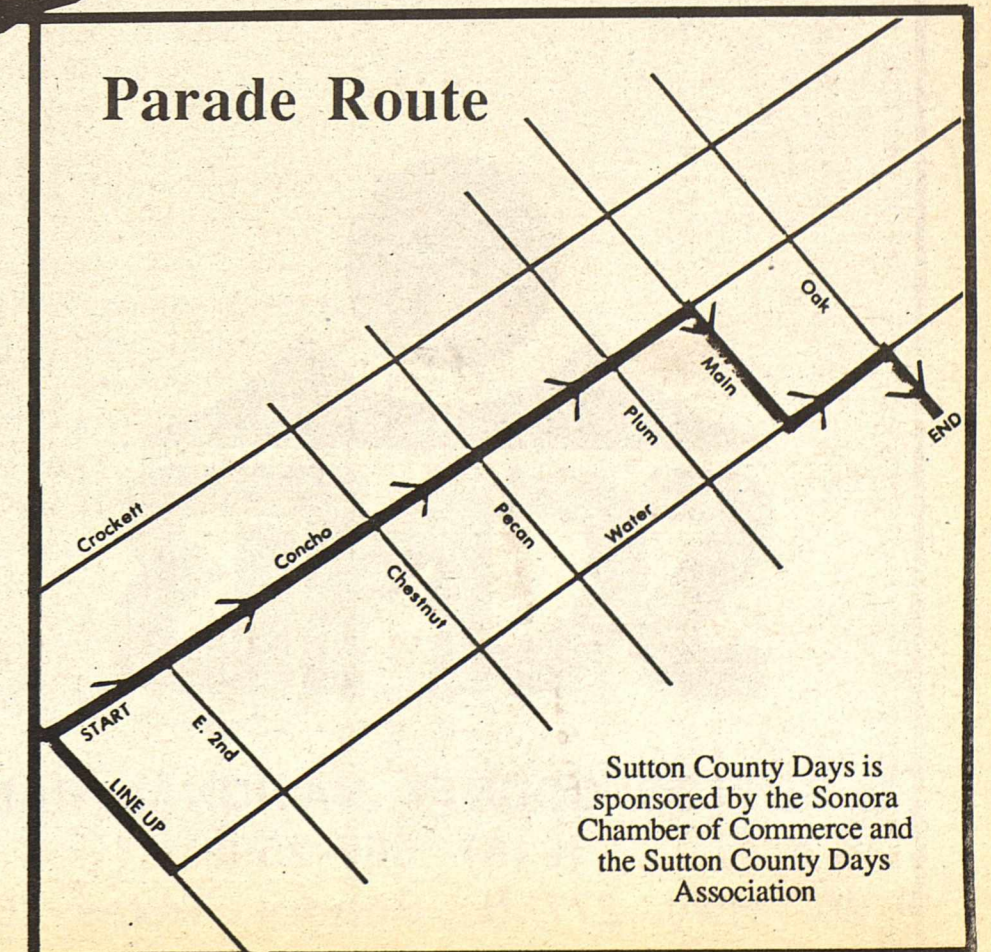 Parade Route
Oak
Main
END
Plum
Crockett
Concho
Pecan
Water
Chestnut
START
E. 2nd
LINE UP
Sutton County Days is
sponsored by the Sonora
Chamber of Commerce and
the Sutton County Days
Association